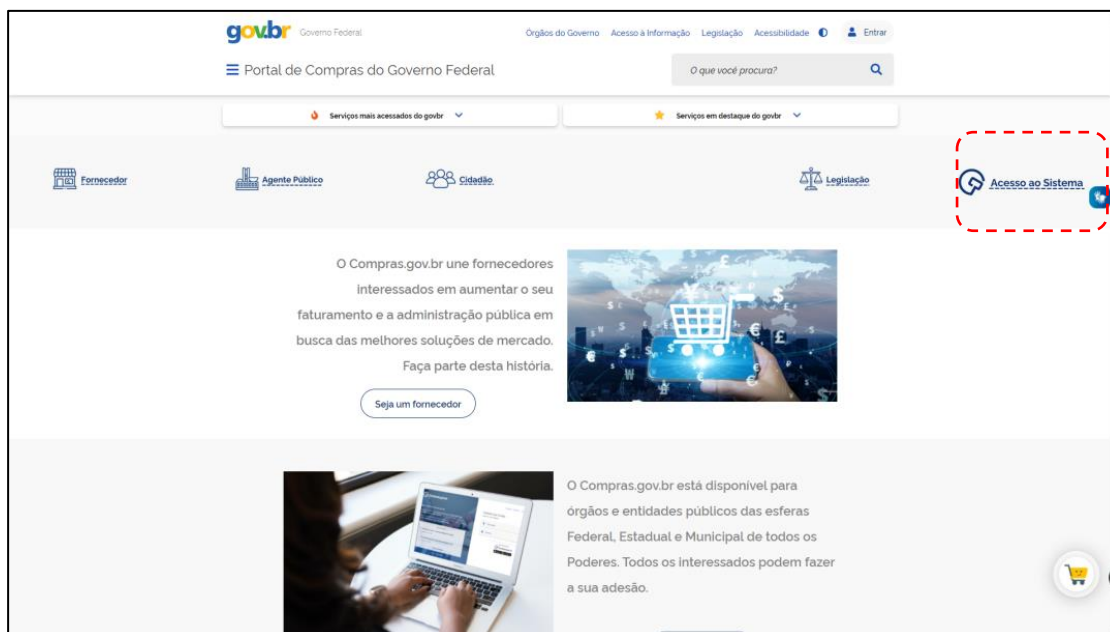 gov.br Governo Federal
Órgãos do Governo Acesso à Informação Legislação Acessibilidade Entrar
Portal de Compras do Governo Federal
O que você procura?
Serviços mais acessados do govbr
Serviços em destaque do govbr
Fornecedor
Agente Público
Cidadão
Legislação
Acesso ao Sistema
O Compras.gov.br une fornecedores
interessados em aumentar o seu
faturamento e a administração pública em
busca das melhores soluções de mercado.
Faça parte desta história.
Seja um fornecedor
O Compras.gov.br está disponível para
órgãos e entidades públicos das esferas
Federal, Estadual e Municipal de todos os
Poderes. Todos os interessados podem fazer
a sua adesão.